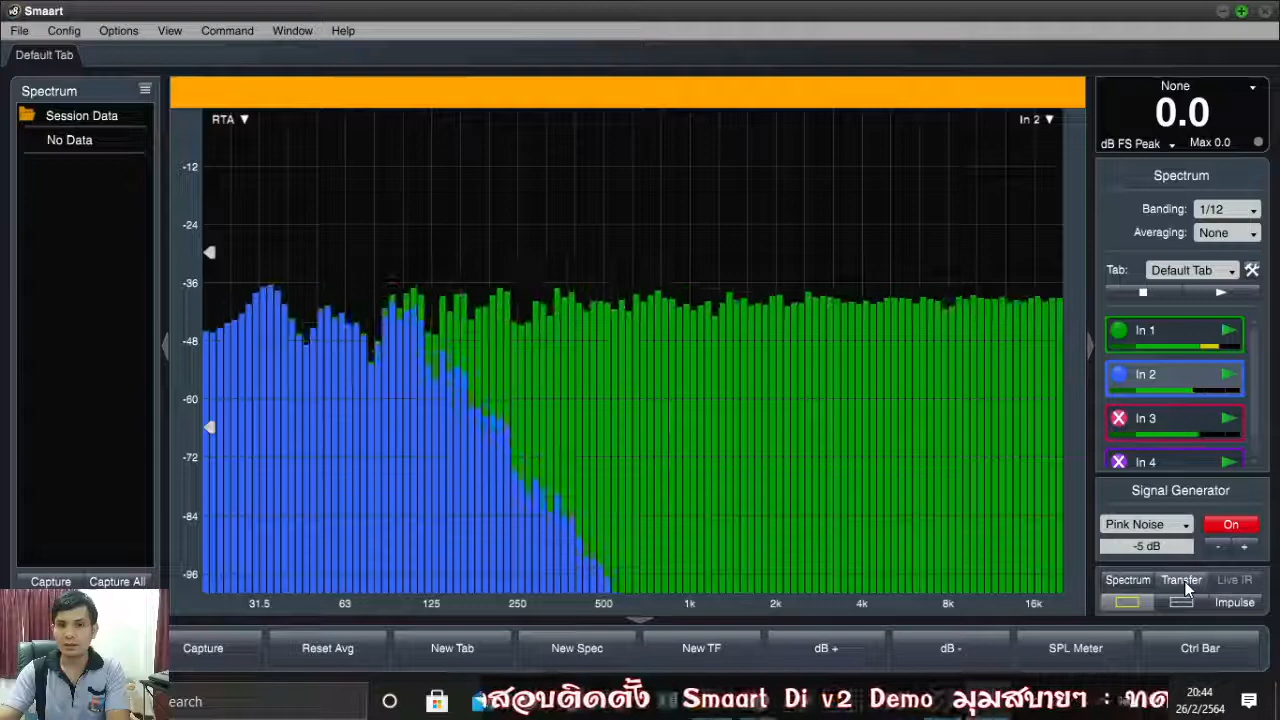 v8 Smaart
File Config Options View Command Window Help
Default Tab
Spectrum
Session Data
No Data
RTA ▼
In 2 ▼
-12
-24
-36
-48
-60
-72
-84
-96
31.5 63 125 250 500 1k 2k 4k 8k 16k
Capture Capture All
None
0.0
dB FS Peak Max 0.0
Spectrum
Banding: 1/12
Averaging: None
Tab: Default Tab
In 1
In 2
In 3
In 4
Signal Generator
Pink Noise On
-5 dB - +
Spectrum Transfer Live IR
Impulse
Capture Reset Avg New Tab New Spec New TF dB + dB - SPL Meter Ctrl Bar
earch
สอบติดตั้ง Smaart Di v2 Demo มุมสบายๆ : ทด
20:44
26/2/2564